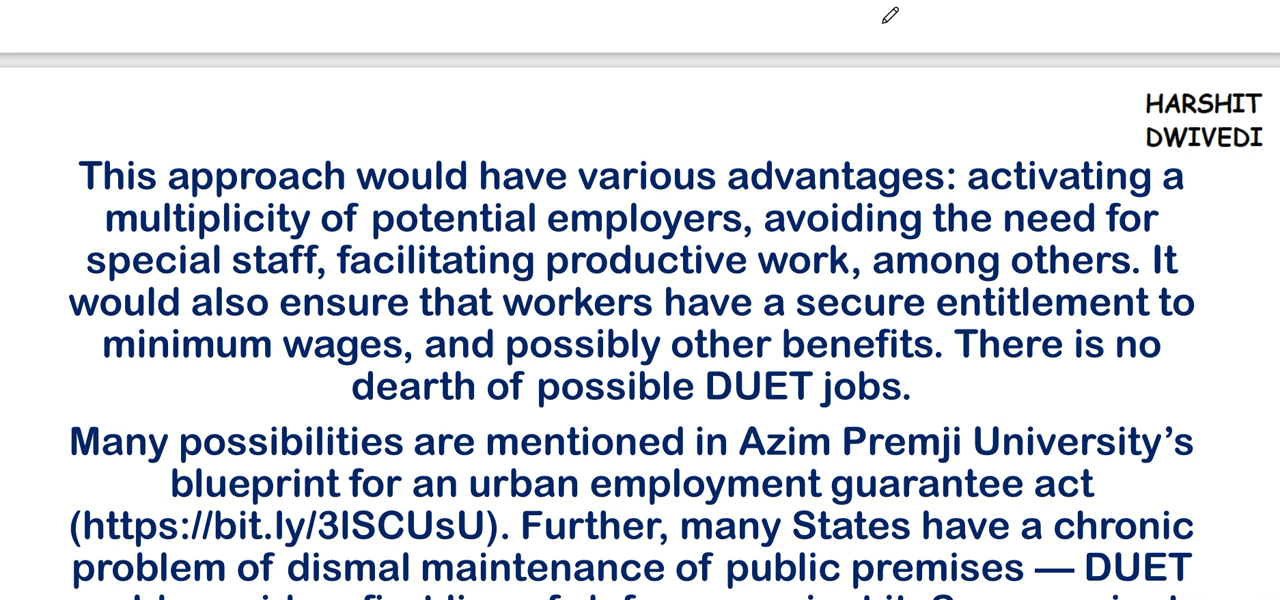 HARSHIT
DWIVEDI
This approach would have various advantages: activating a
multiplicity of potential employers, avoiding the need for
special staff, facilitating productive work, among others. It
would also ensure that workers have a secure entitlement to
minimum wages, and possibly other benefits. There is no
dearth of possible DUET jobs.
Many possibilities are mentioned in Azim Premji University’s
blueprint for an urban employment guarantee act
(https://bit.ly/3lSCUsU). Further, many States have a chronic
problem of dismal maintenance of public premises — DUET